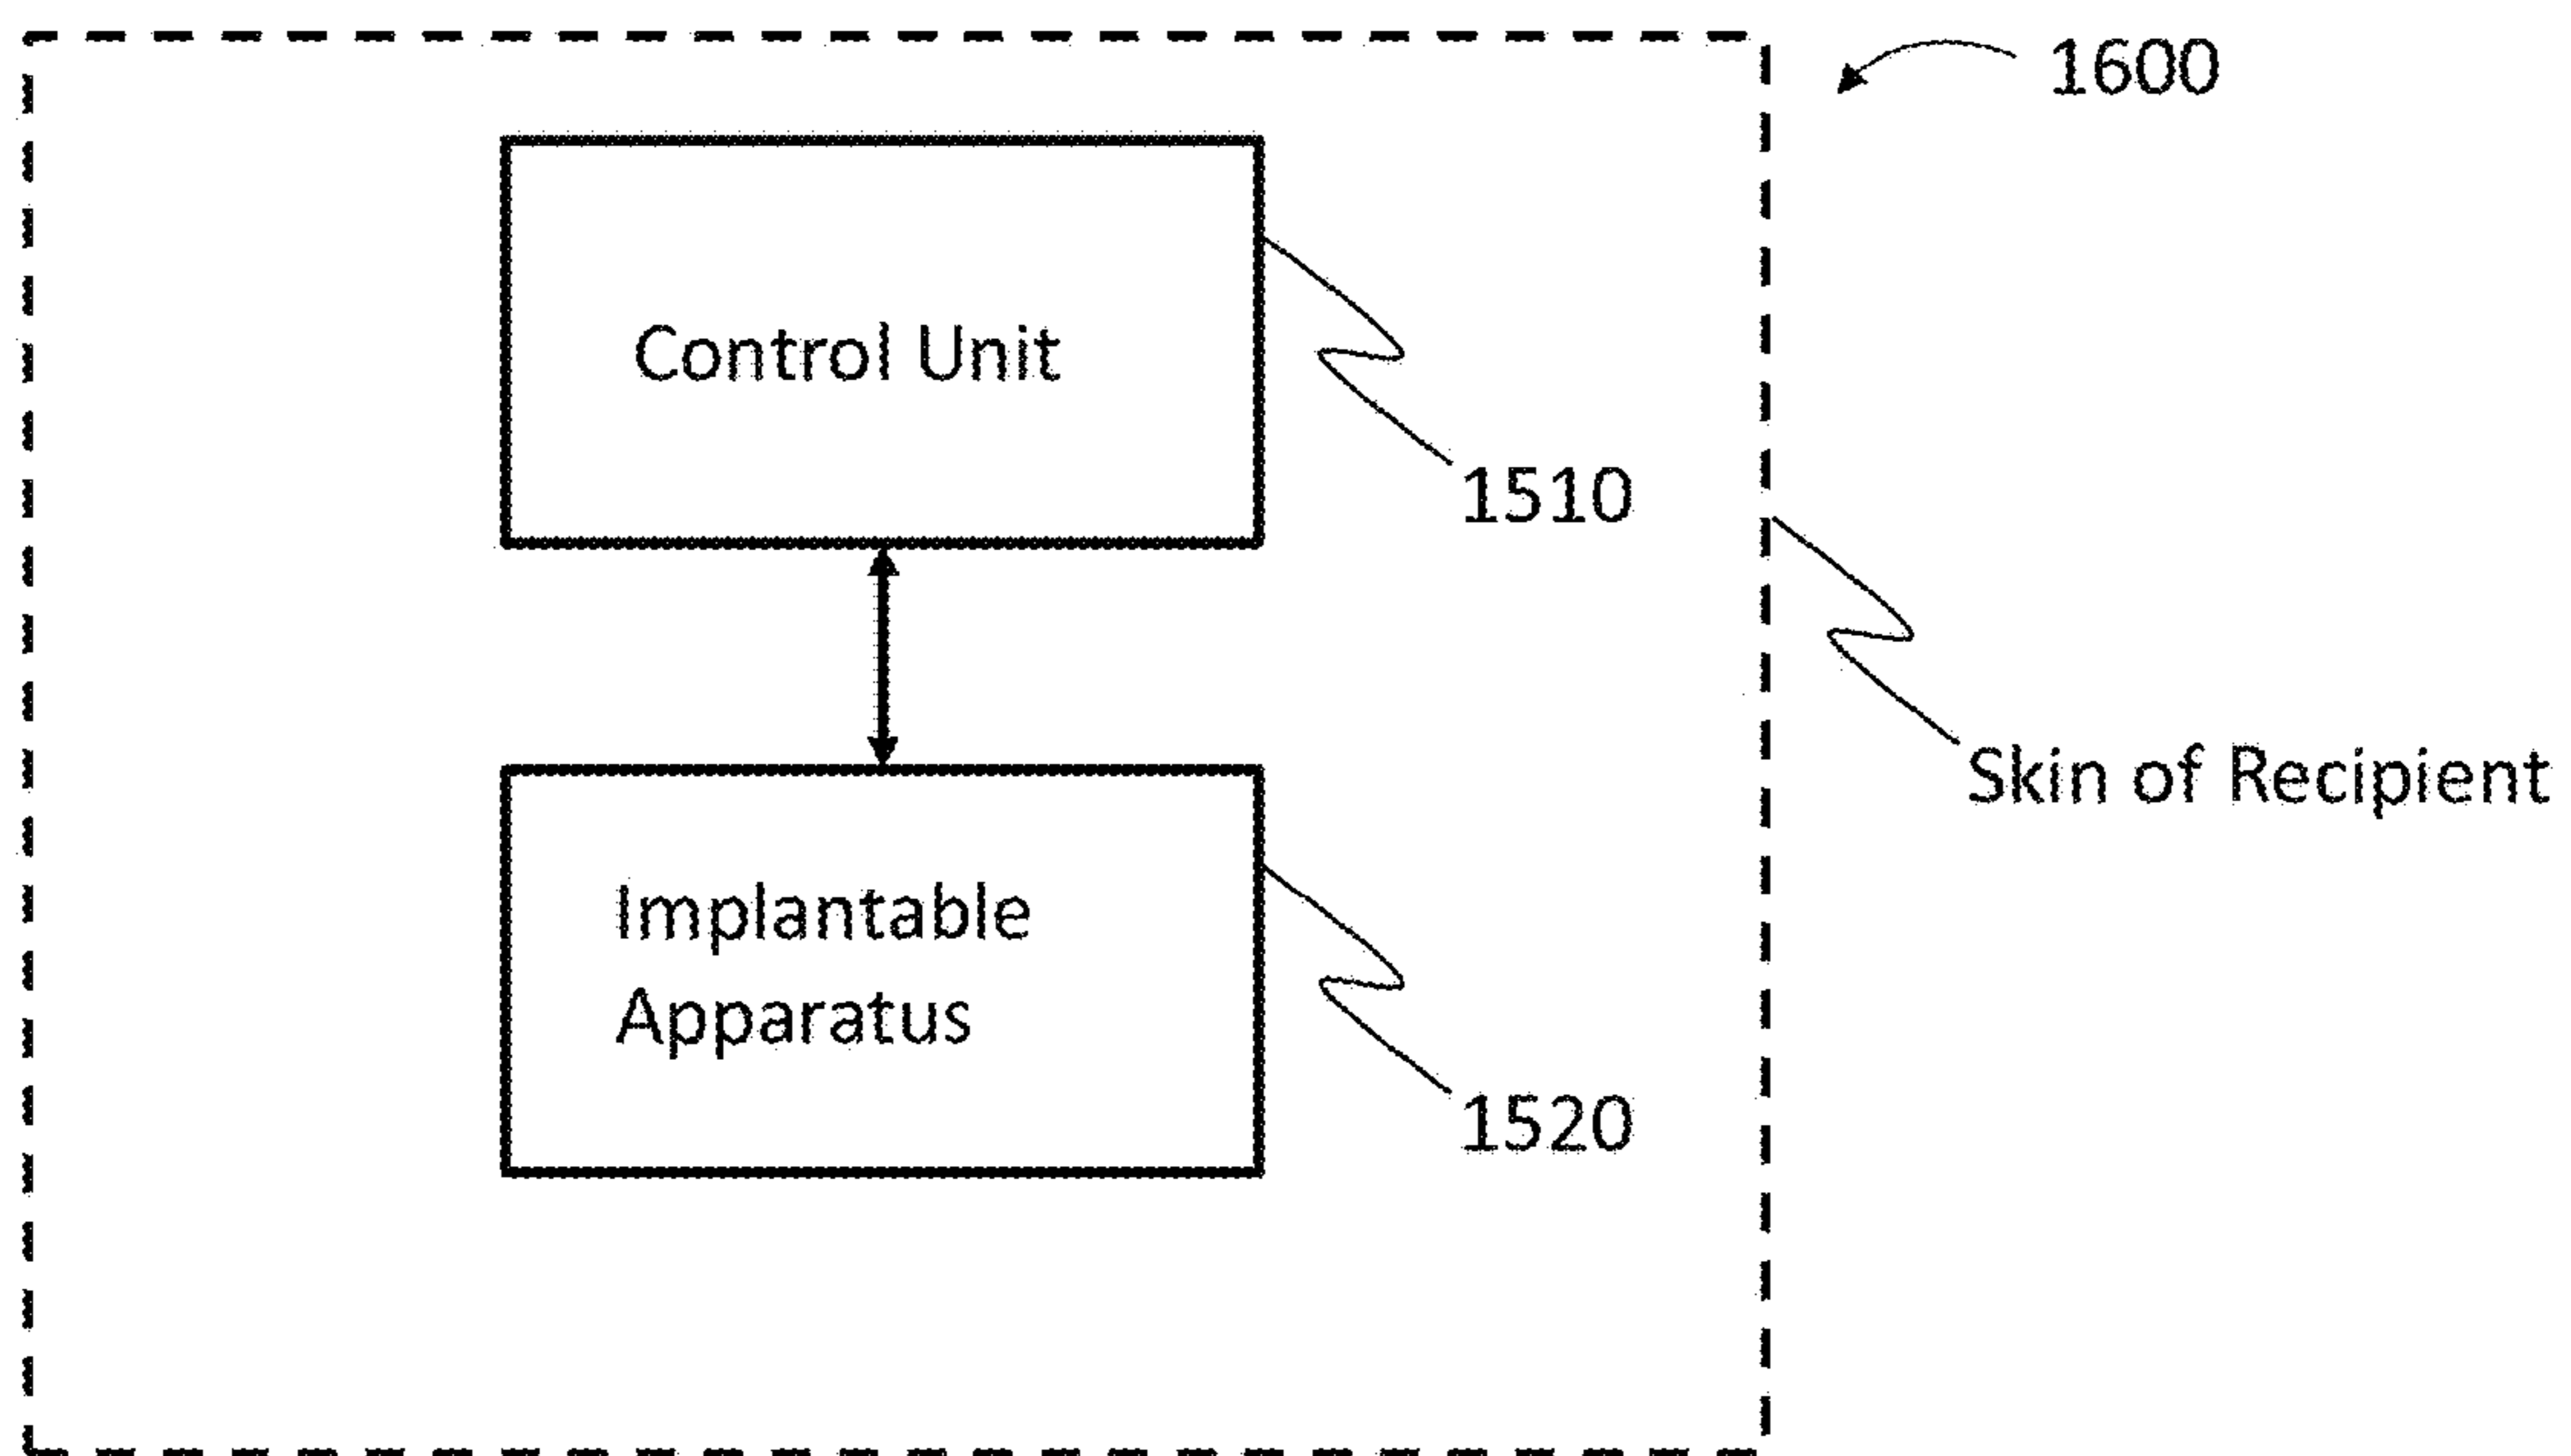 1600
Control Unit
1510
Skin of Recipient
Implantable
Apparatus
1520